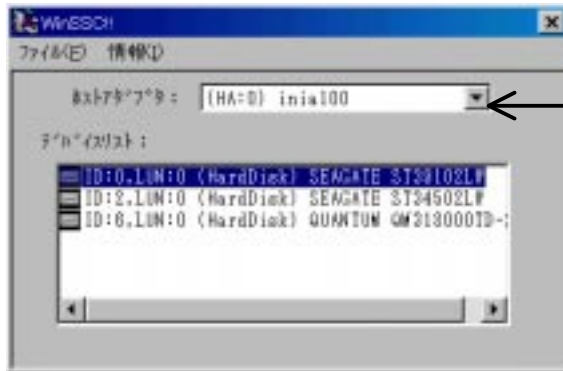 WinSSC!!
ファイル(E) 情報(I)
ホストアダプタ： (HA:0) inia100
デバイスリスト：
ID:0,LUN:0 (HardDisk) SEAGATE ST39102LW
ID:2,LUN:0 (HardDisk) SEAGATE ST34502LW
ID:6,LUN:0 (HardDisk) QUANTUM QM313000TD-